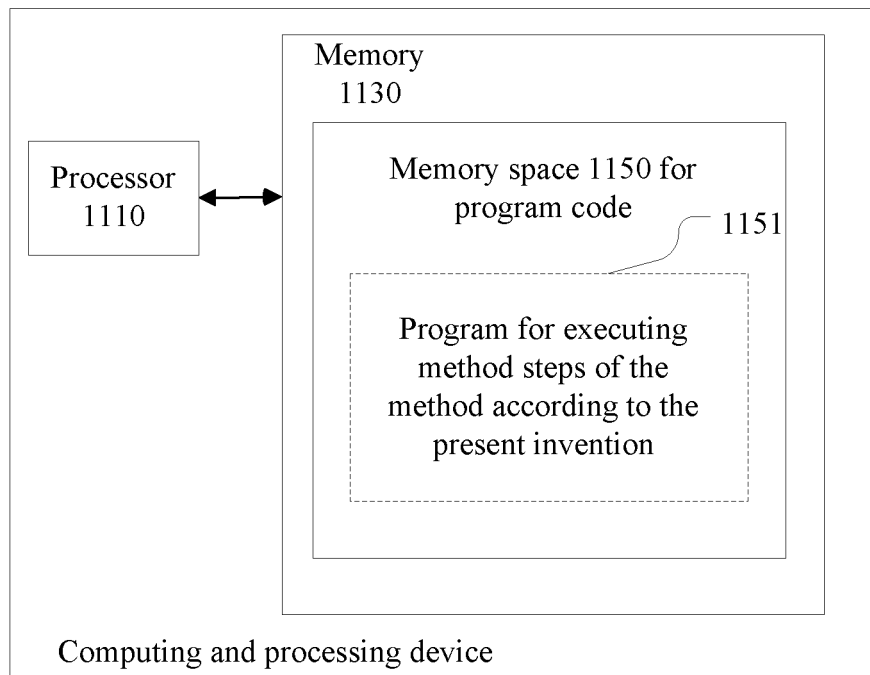 Memory
1130
Processor
1110
Memory space 1150 for
program code
1151
Program for executing
method steps of the
method according to the
present invention
Computing and processing device